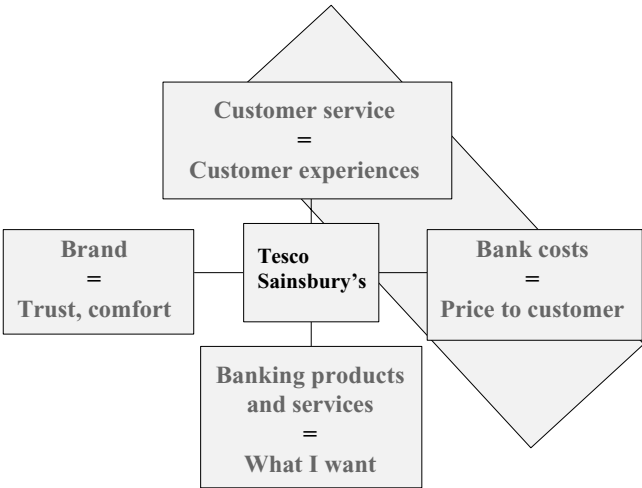 Customer service
=
Customer experiences
Brand
=
Trust, comfort
Tesco
Sainsbury’s
Bank costs
=
Price to customer
Banking products
and services
=
What I want